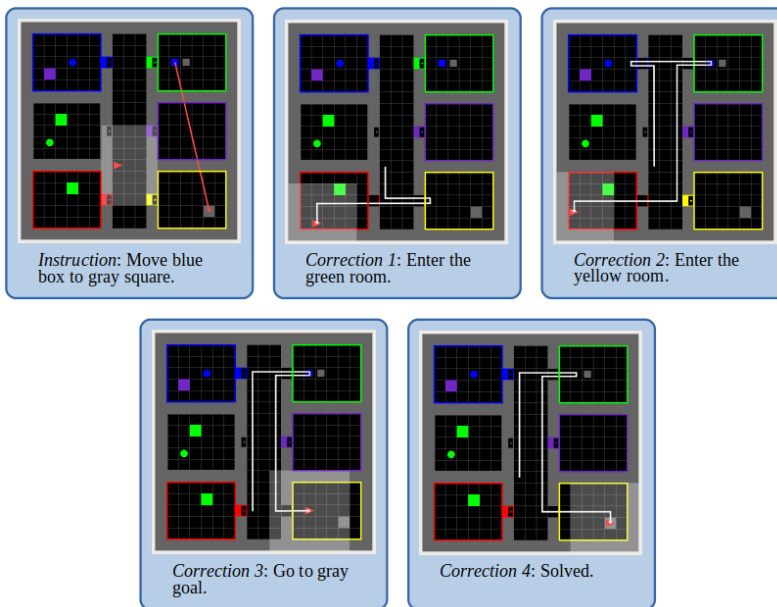 Instruction: Move blue
box to gray square.
Correction 1: Enter the
green room.
Correction 2: Enter the
yellow room.
Correction 3: Go to gray
goal.
Correction 4: Solved.